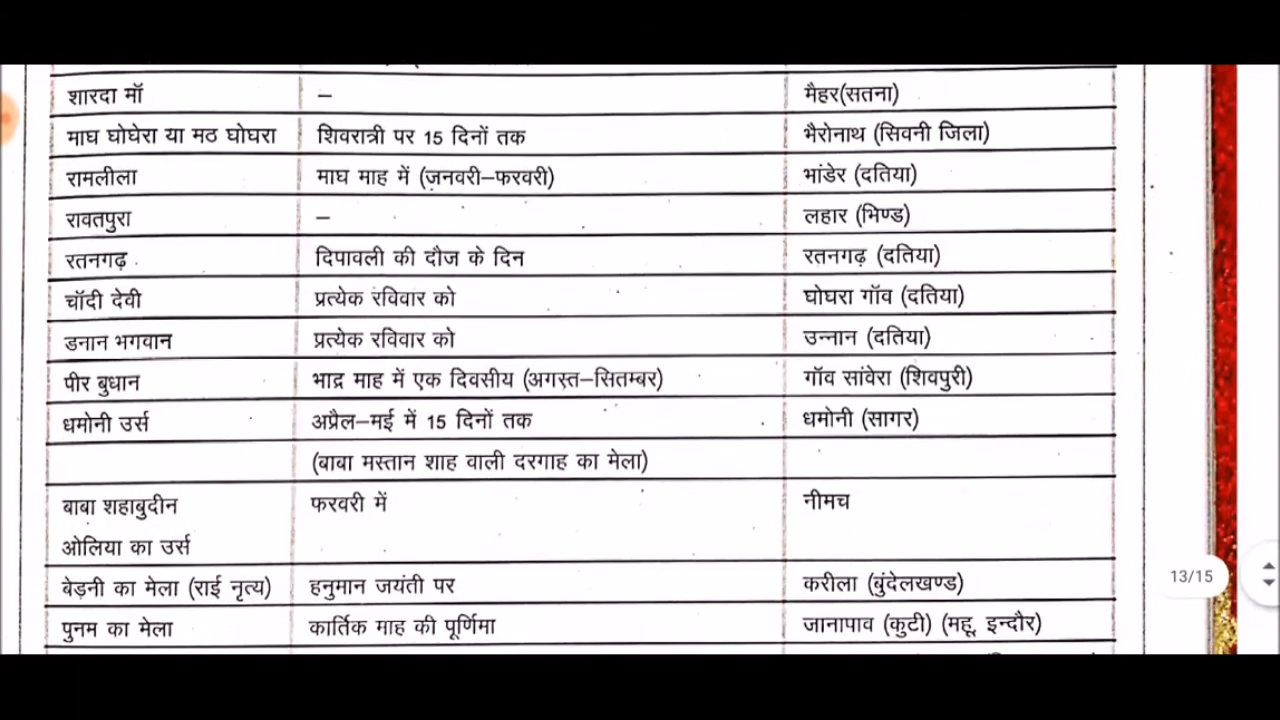 शारदा मॉ – मैहर(सतना)
माघ घोघेरा या मठ घोघरा शिवरात्री पर 15 दिनों तक भैरोनाथ (सिवनी जिला)
रामलीला माघ माह में (जनवरी–फरवरी) भांडेर (दतिया)
रावतपुरा – लहार (भिण्ड)
रतनगढ़ दिपावली की दौज के दिन रतनगढ़ (दतिया)
चॉदी देवी प्रत्येक रविवार को घोघरा गॉव (दतिया)
डनान भगवान प्रत्येक रविवार को उन्नान (दतिया)
पीर बुधान भाद्र माह में एक दिवसीय (अगस्त–सितम्बर) गॉव सांवेरा (शिवपुरी)
धमोनी उर्स अप्रैल–मई में 15 दिनों तक धमोनी (सागर)
(बाबा मस्तान शाह वाली दरगाह का मेला)
बाबा शहाबुदीन फरवरी में नीमच
ओलिया का उर्स
13/15
बेड़नी का मेला (राई नृत्य) हनुमान जयंती पर करीला (बुंदेलखण्ड)
पुनम का मेला कार्तिक माह की पूर्णिमा जानापाव (कुटी) (महू, इन्दौर)